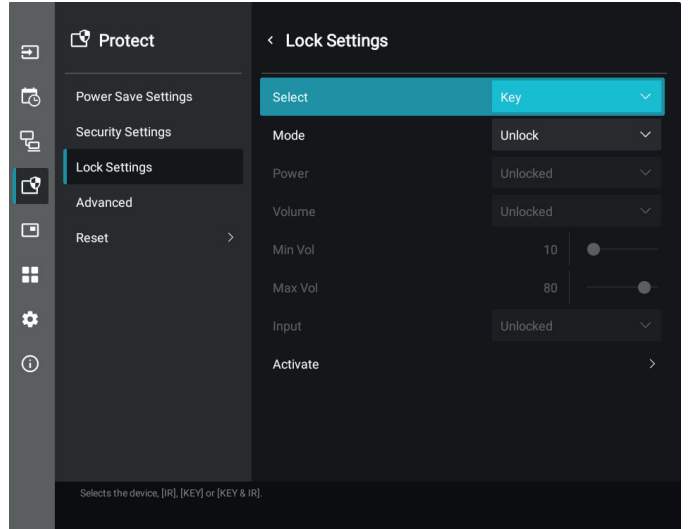 Protect
Power Save Settings
Security Settings
Lock Settings
Advanced
Reset
Lock Settings
Select Key
Mode Unlock
Power Unlocked
Volume Unlocked
Min Vol 10
Max Vol 80
Input Unlocked
Activate
Selects the device, [IR], [KEY] or [KEY & IR].